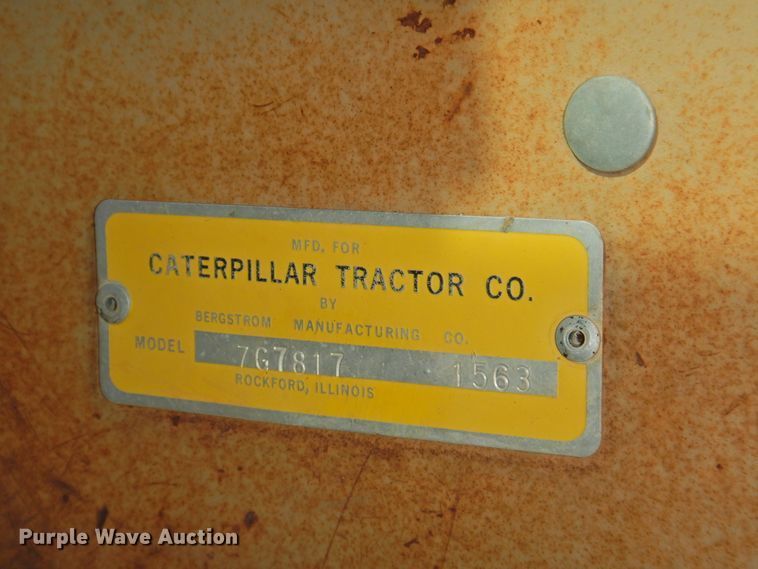 MFD. FOR
CATERPILLAR TRACTOR CO.
BY
BERGSTROM MANUFACTURING CO.
MODEL 7G7817 1563
ROCKFORD, ILLINOIS
Purple Wave Auction